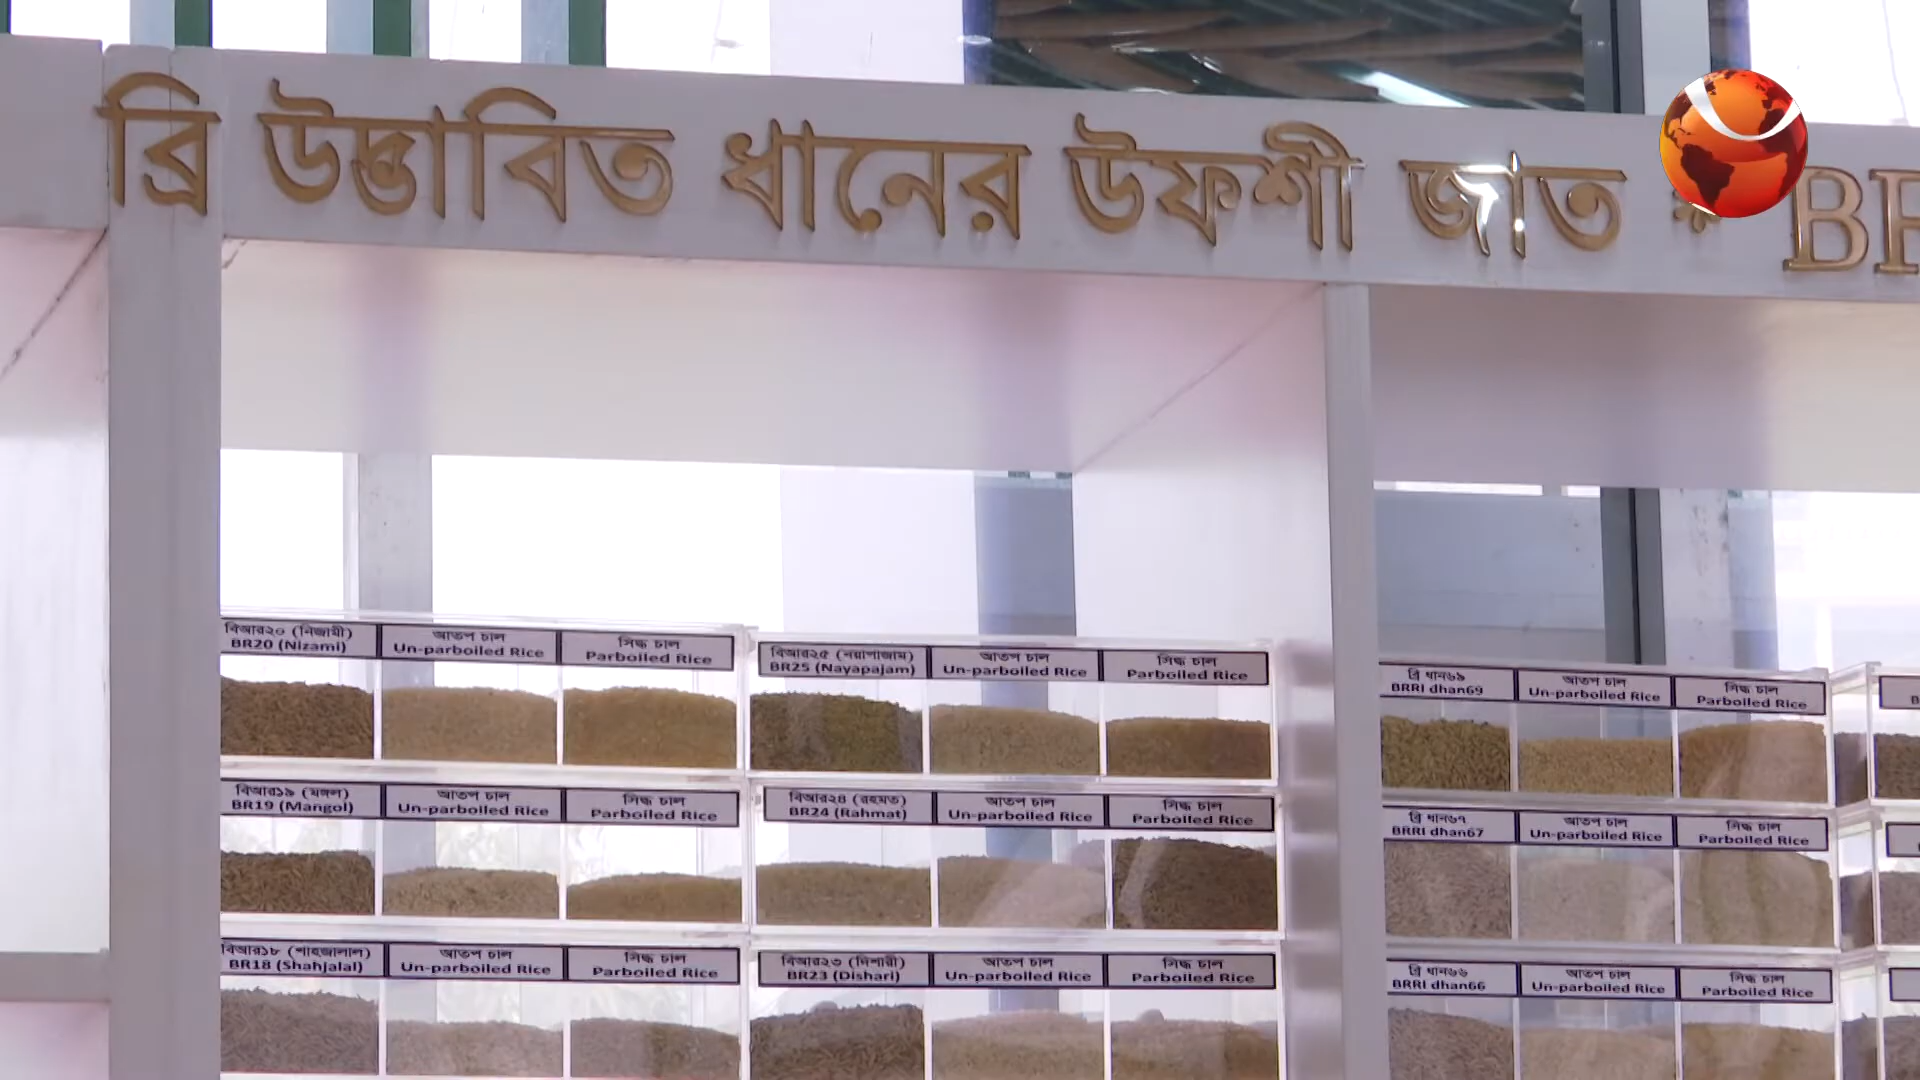 ব্রি উদ্ভাবিত ধানের উফশী জাত
বিআর২০ (নিজামী)
BR20 (Nizami)
আতপ চাল
Un-parboiled Rice
সিদ্ধ চাল
Parboiled Rice
বিআর২৫ (নয়াপাজাম)
BR25 (Nayapajam)
আতপ চাল
Un-parboiled Rice
সিদ্ধ চাল
Parboiled Rice
ব্রি ধান৬৯
BRRI dhan69
আতপ চাল
Un-parboiled Rice
সিদ্ধ চাল
Parboiled Rice
বিআর১৯ (মঙ্গল)
BR19 (Mangol)
আতপ চাল
Un-parboiled Rice
সিদ্ধ চাল
Parboiled Rice
বিআর২৪ (রহমত)
BR24 (Rahmat)
আতপ চাল
Un-parboiled Rice
সিদ্ধ চাল
Parboiled Rice
ব্রি ধান৬৭
BRRI dhan67
আতপ চাল
Un-parboiled Rice
সিদ্ধ চাল
Parboiled Rice
বিআর১৮ (শাহজালাল)
BR18 (Shahjalal)
আতপ চাল
Un-parboiled Rice
সিদ্ধ চাল
Parboiled Rice
বিআর২৩ (দিশারী)
BR23 (Dishari)
আতপ চাল
Un-parboiled Rice
সিদ্ধ চাল
Parboiled Rice
ব্রি ধান৬৬
BRRI dhan66
আতপ চাল
Un-parboiled Rice
সিদ্ধ চাল
Parboiled Rice